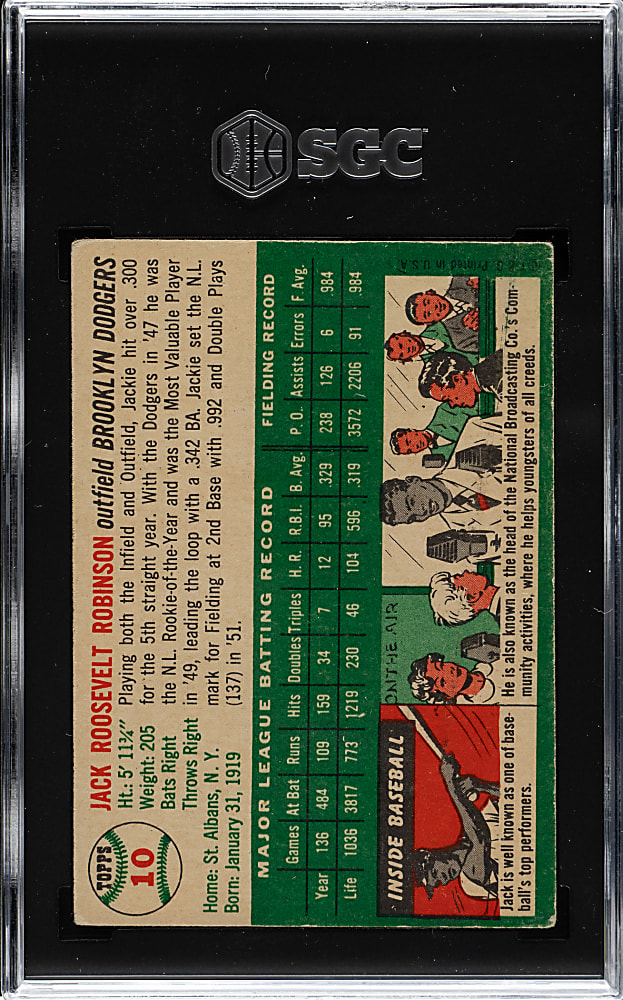 SGC
TOPPS
10
JACK ROOSEVELT ROBINSON outfield BROOKLYN DODGERS
Ht.: 5' 11½"
Weight: 205
Bats Right
Throws Right
Home: St. Albans, N. Y.
Born: January 31, 1919
Playing both the Infield and Outfield, Jackie hit over .300
for the 5th straight year. With the Dodgers in '47 he was
the N.L. Rookie-of-the-Year and was the Most Valuable Player
in '49, leading the loop with a .342 BA. Jackie set the N.L.
mark for Fielding at 2nd Base with .992 and Double Plays
(137) in '51.
MAJOR LEAGUE BATTING RECORD FIELDING RECORD
Games At Bat Runs Hits Doubles Triples H. R. R.B.I. B. Avg. P. O. Assists Errors F. Avg.
Year 136 484 109 159 34 7 12 95 .329 238 126 6 .984
Life 1036 3817 773 1219 230 46 104 596 .319 3572 2206 91 .984
INSIDE BASEBALL
ON THE AIR
Jack is well known as one of base-
ball's top performers.
He is also known as the head of the National Broadcasting Co.'s Com-
munity activities, where he helps youngsters of all creeds.
T. C. G. Printed in U.S.A.